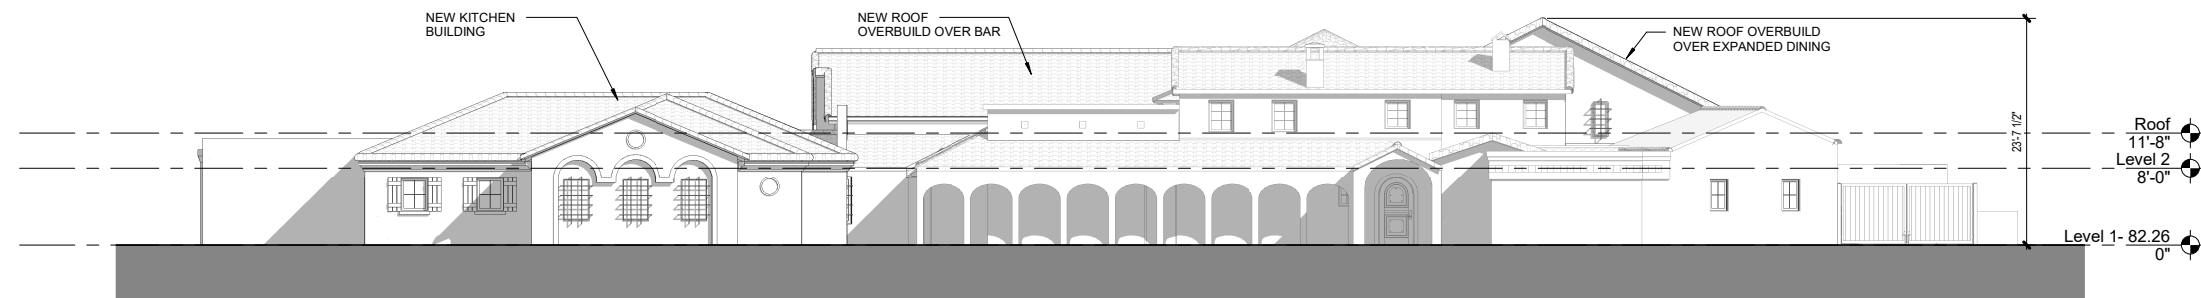 NEW KITCHEN
BUILDING
NEW ROOF
OVERBUILD OVER BAR
NEW ROOF OVERBUILD
OVER EXPANDED DINING
23'-7 1/2"
Roof
11'-8"
Level 2
8'-0"
Level 1- 82.26
0"